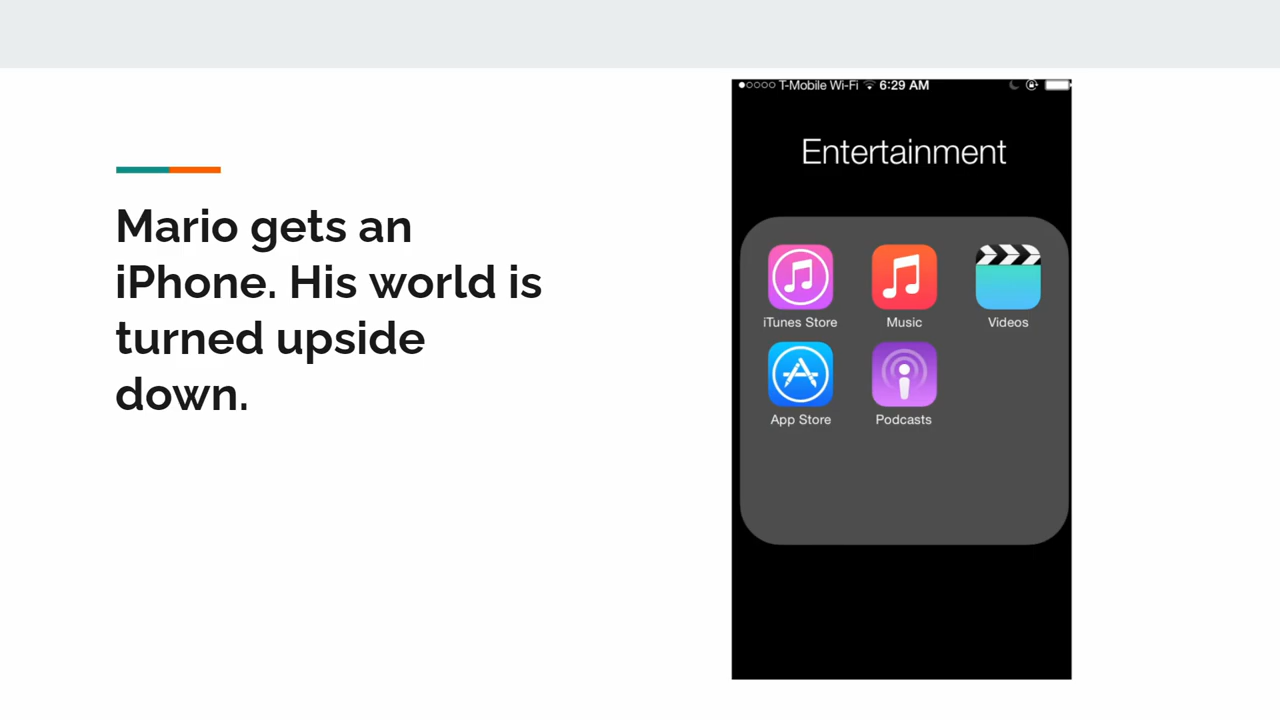 T-Mobile Wi-Fi 6:29 AM
Entertainment
Mario gets an
iPhone. His world is
turned upside
down.
iTunes Store Music Videos
App Store Podcasts